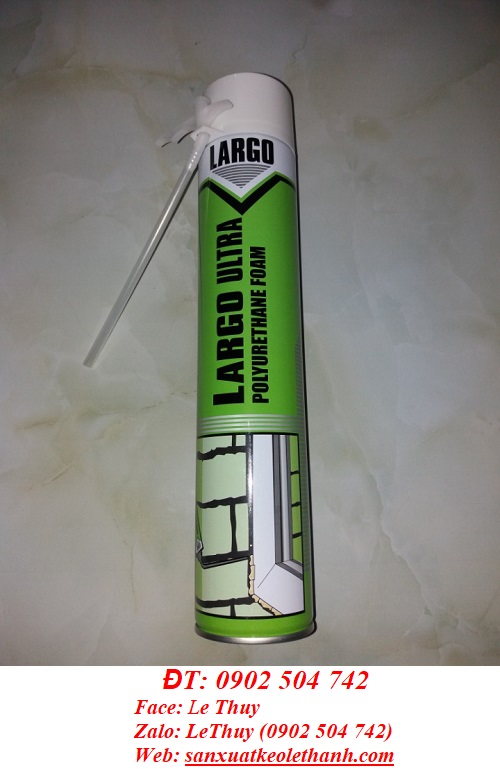 LARGO
LARGO ULTRA
POLYURETHANE FOAM
ĐT: 0902 504 742
Face: Le Thuy
Zalo: LeThuy (0902 504 742)
Web: sanxuatkeolethanh.com